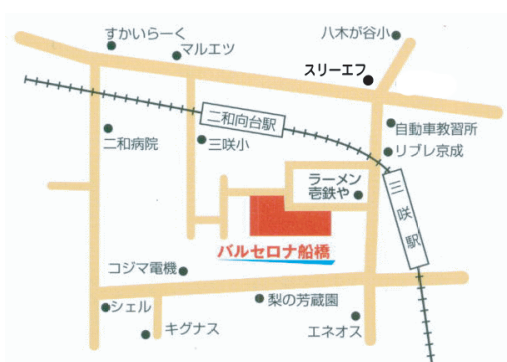 すかいらーく
マルエツ
八木が谷小
スリーエフ
二和向台駅
自動車教習所
二和病院
三咲小
リブレ京成
ラーメン
壱鉄や
三咲駅
バルセロナ船橋
コジマ電機
シェル
梨の芳蔵園
キグナス
エネオス